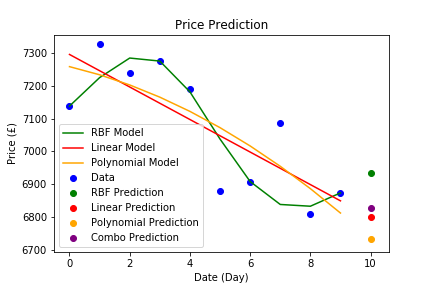 Price Prediction
Price (£)
7300
7200
7100
7000
6900
6800
6700
RBF Model
Linear Model
Polynomial Model
Data
RBF Prediction
Linear Prediction
Polynomial Prediction
Combo Prediction
0 2 4 6 8 10
Date (Day)